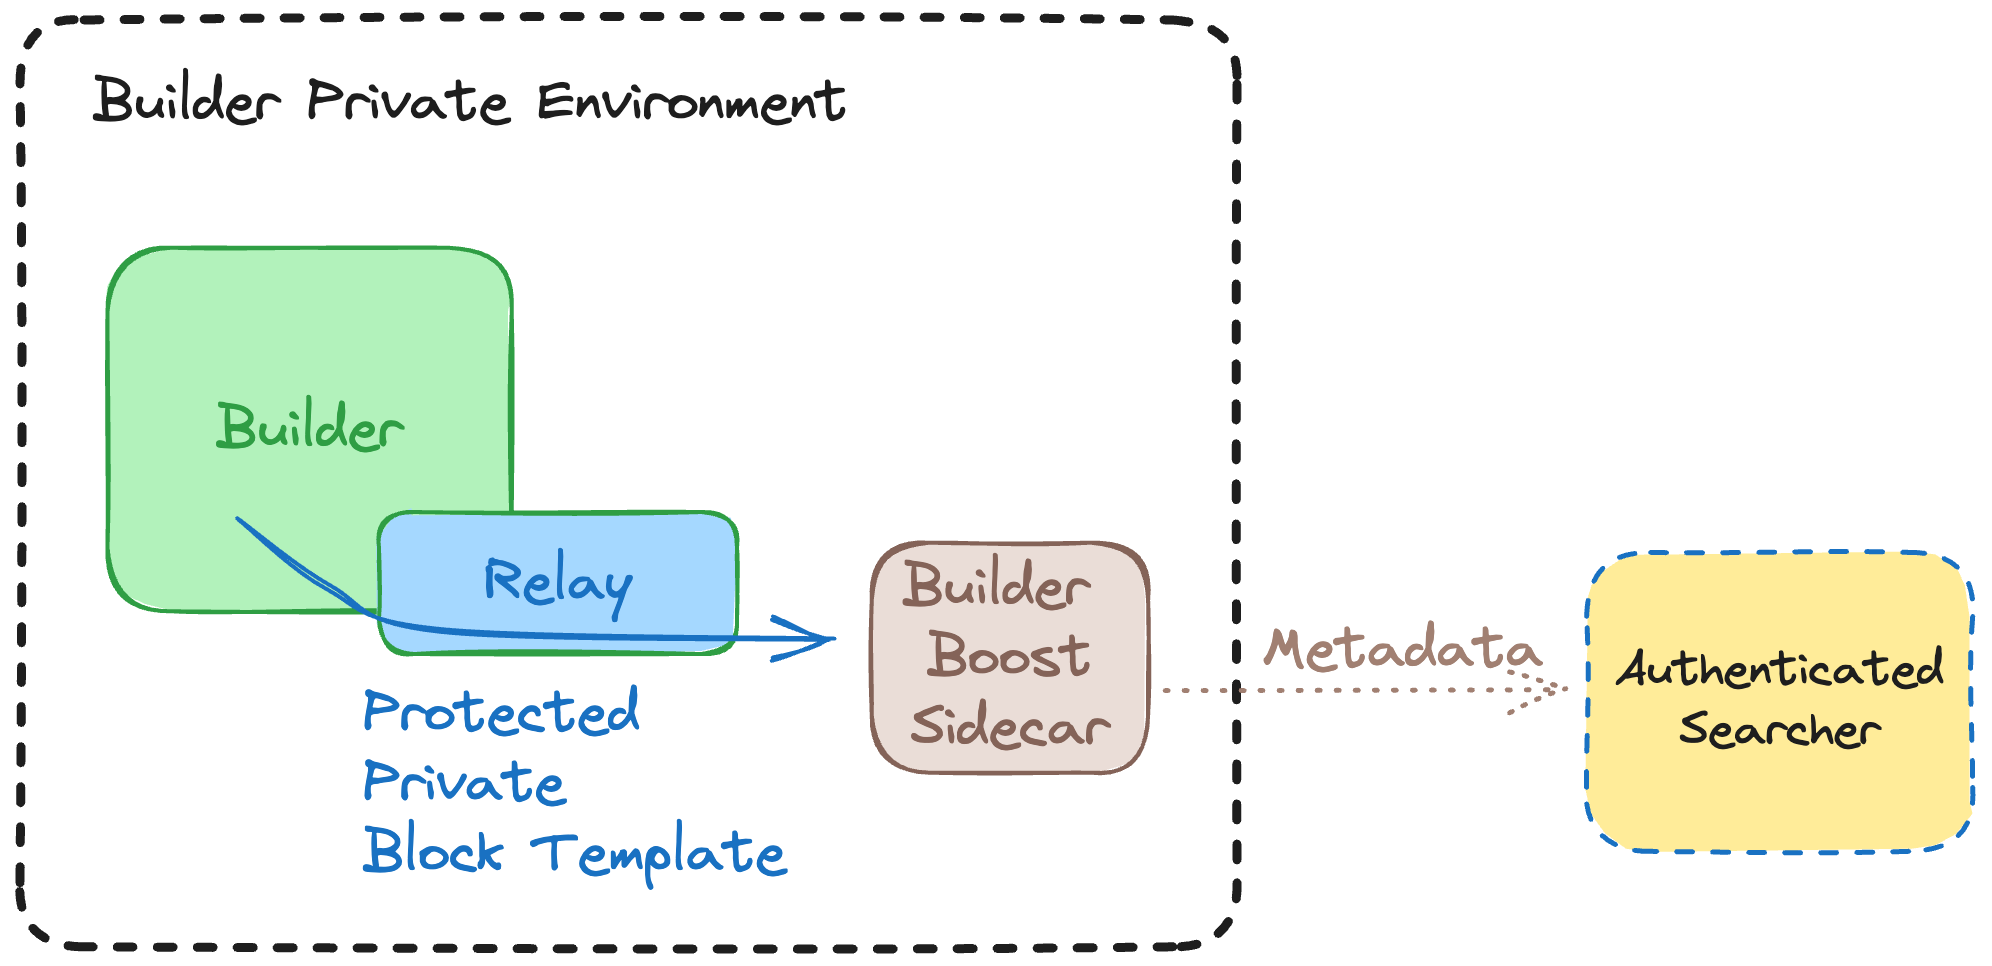 Builder Private Environment
Builder
Relay
Protected
Private
Block Template
Builder
Boost
Sidecar
Metadata
Authenticated
Searcher